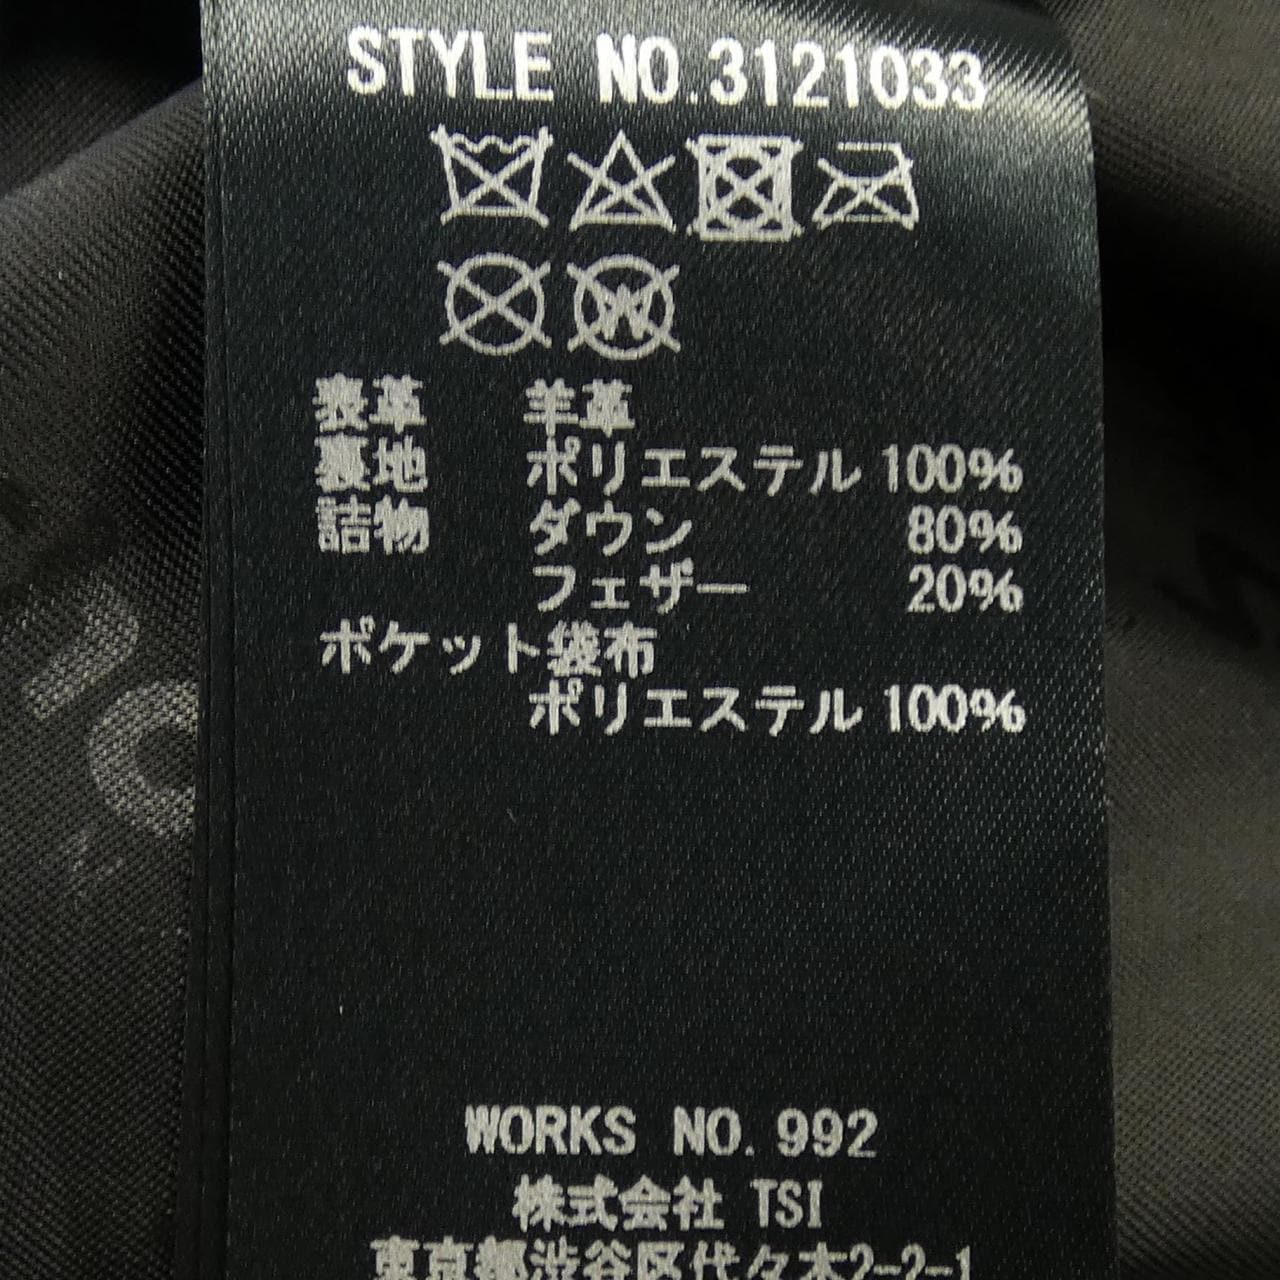 STYLE NO.3121033
W
表革 羊革
裏地 ポリエステル 100%
詰物 ダウン 80%
フェザー 20%
ポケット袋布
ポリエステル 100%
WORKS NO.992
株式会社 TSI
東京都渋谷区代々木2-2-1